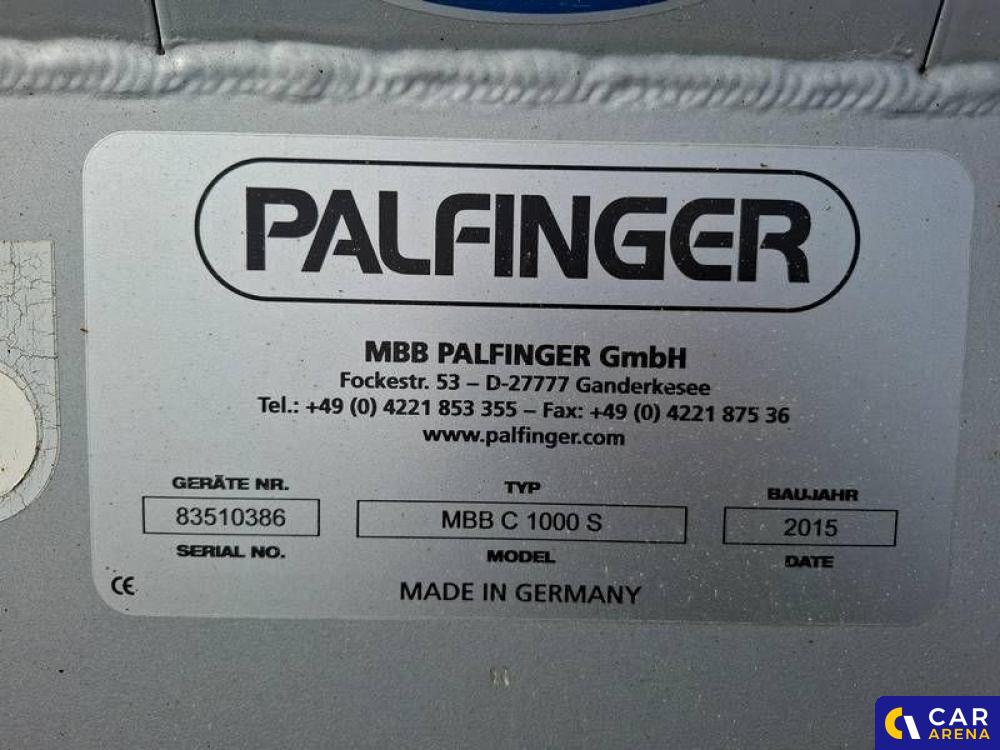 PALFINGER
MBB PALFINGER GmbH
Fockestr. 53 – D-27777 Ganderkesee
Tel.: +49 (0) 4221 853 355 – Fax: +49 (0) 4221 875 36
www.palfinger.com
GERÄTE NR. TYP BAUJAHR
83510386 MBB C 1000 S 2015
SERIAL NO. MODEL DATE
CE MADE IN GERMANY
CAR
ARENA